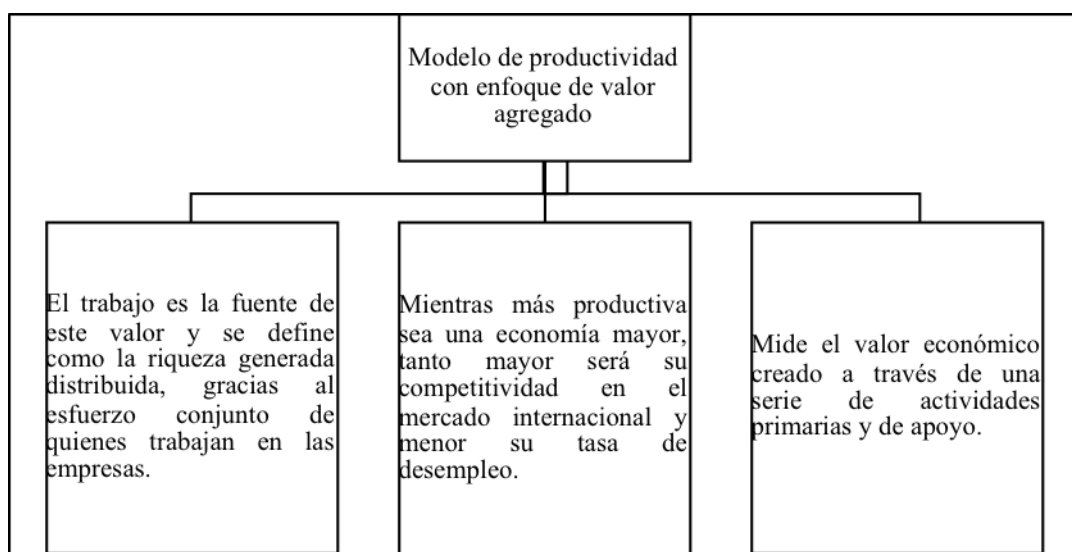 Modelo de productividad
con enfoque de valor
agregado
El trabajo es la fuente de
este valor y se define
como la riqueza generada
distribuida, gracias al
esfuerzo conjunto de
quienes trabajan en las
empresas.
Mientras más productiva
sea una economía mayor,
tanto mayor será su
competitividad en el
mercado internacional y
menor su tasa de
desempleo.
Mide el valor económico
creado a través de una
serie de actividades
primarias y de apoyo.